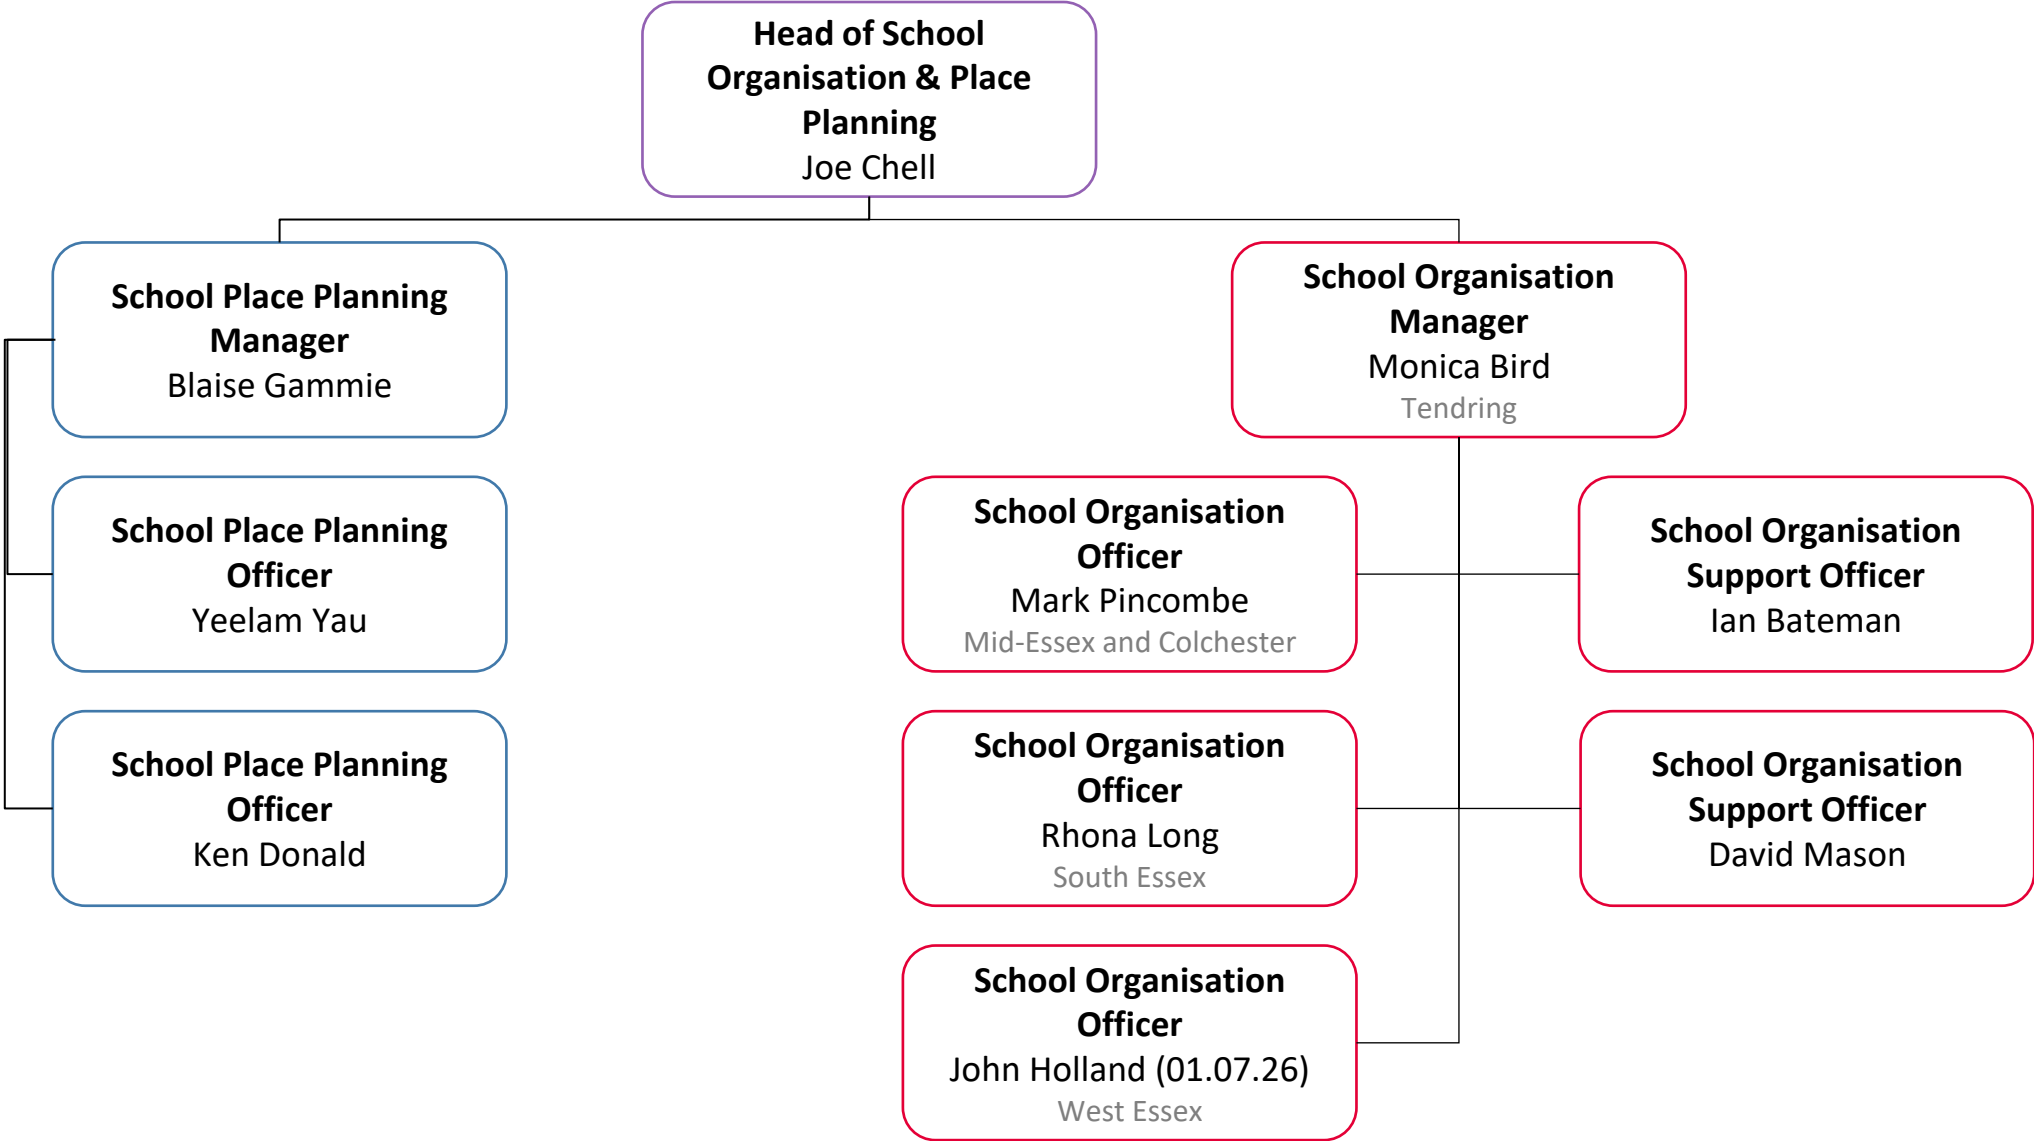 Head of School
Organisation & Place
Planning
Joe Chell
School Place Planning
Manager
Blaise Gammie
School Organisation
Manager
Monica Bird
Tendring
School Place Planning
Officer
Yeelam Yau
School Organisation
Officer
Mark Pincombe
Mid-Essex and Colchester
School Organisation
Support Officer
Ian Bateman
School Place Planning
Officer
Ken Donald
School Organisation
Officer
Rhona Long
South Essex
School Organisation
Support Officer
David Mason
School Organisation
Officer
John Holland (01.07.26)
West Essex